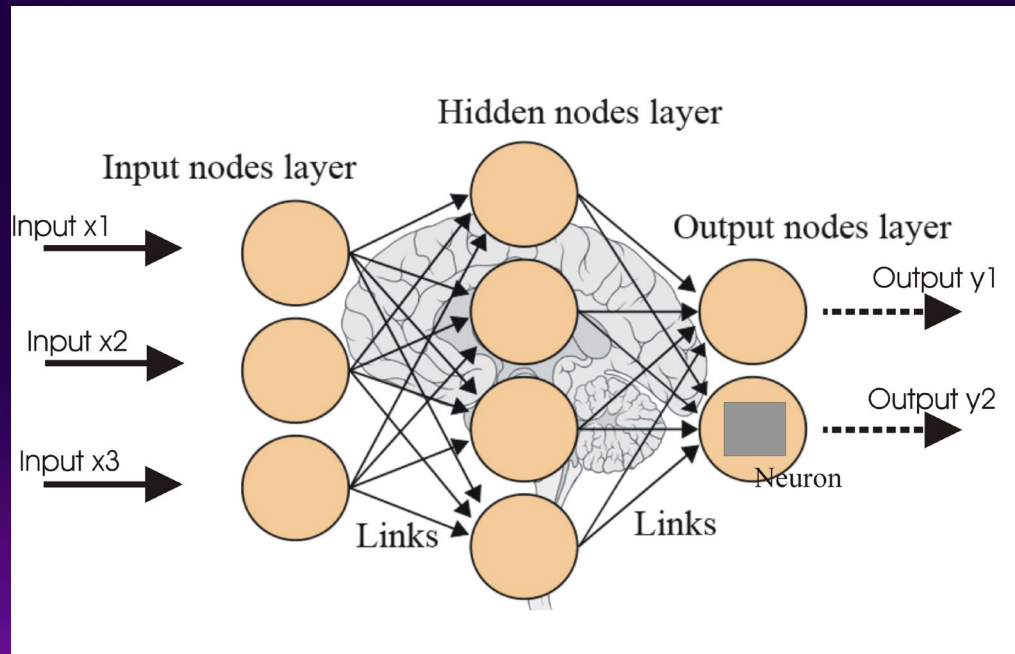 Hidden nodes layer
Input nodes layer
Input x1
Output nodes layer
Output y1
Input x2
Output y2
Input x3
Neuron
Links
Links